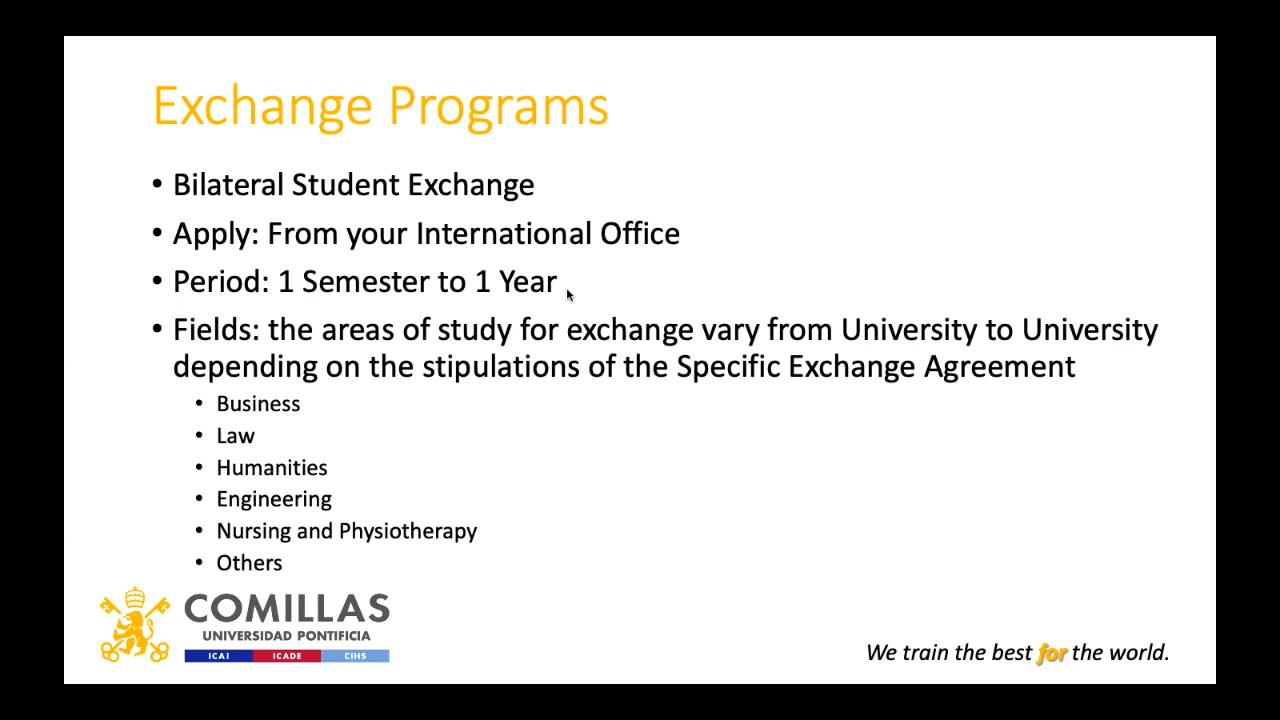 Exchange Programs
• Bilateral Student Exchange
• Apply: From your International Office
• Period: 1 Semester to 1 Year
• Fields: the areas of study for exchange vary from University to University
depending on the stipulations of the Specific Exchange Agreement
• Business
• Law
• Humanities
• Engineering
• Nursing and Physiotherapy
• Others
COMILLAS
UNIVERSIDAD PONTIFICIA
ICAI ICADE CIHS
We train the best for the world.